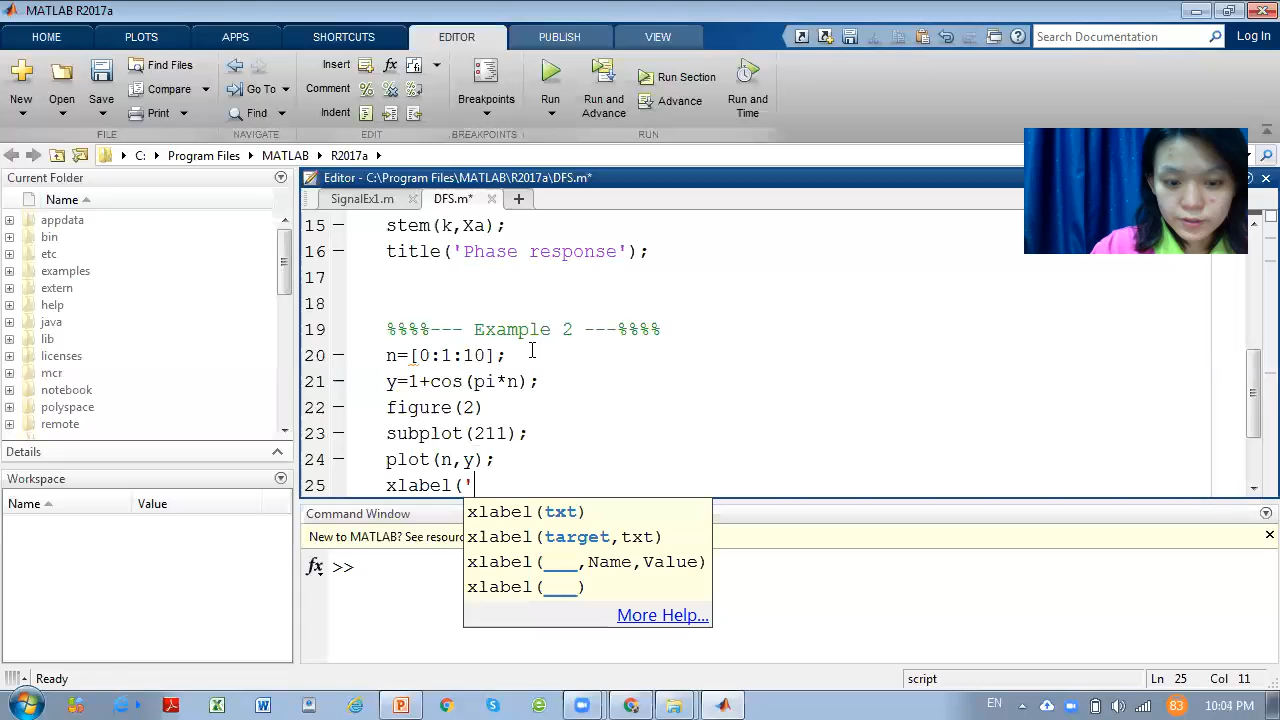 MATLAB R2017a
HOME PLOTS APPS SHORTCUTS EDITOR PUBLISH VIEW Search Documentation Log In
New Open Save Find Files Compare Print Go To Find Insert fx Comment Indent Breakpoints Run Run and Advance Run Section Advance Run and Time
FILE NAVIGATE EDIT BREAKPOINTS RUN
C: Program Files MATLAB R2017a
Current Folder
Name
appdata
bin
etc
examples
extern
help
java
lib
licenses
mcr
notebook
polyspace
remote
Details
Workspace
Name Value
Editor - C:\Program Files\MATLAB\R2017a\DFS.m*
SignalEx1.m DFS.m* +
15 – stem(k,Xa);
16 – title('Phase response');
17
18
19 %%%%--- Example 2 ---%%%%
20 – n=[0:1:10];
21 – y=1+cos(pi*n);
22 – figure(2)
23 – subplot(211);
24 – plot(n,y);
25 – xlabel('
xlabel(txt)
xlabel(target,txt)
xlabel(___,Name,Value)
xlabel(___)
More Help...
Command Window
New to MATLAB? See resourc
fx >>
Ready script Ln 25 Col 11
EN 83 10:04 PM